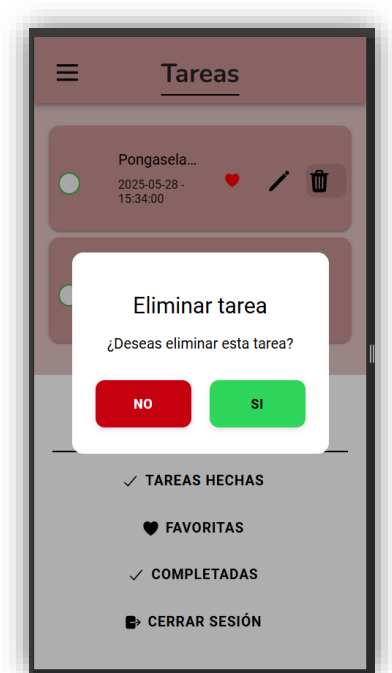 Tareas
Pongasela...
2025-05-28 -
15:34:00
Eliminar tarea
¿Deseas eliminar esta tarea?
NO
SI
TAREAS HECHAS
FAVORITAS
COMPLETADAS
CERRAR SESIÓN